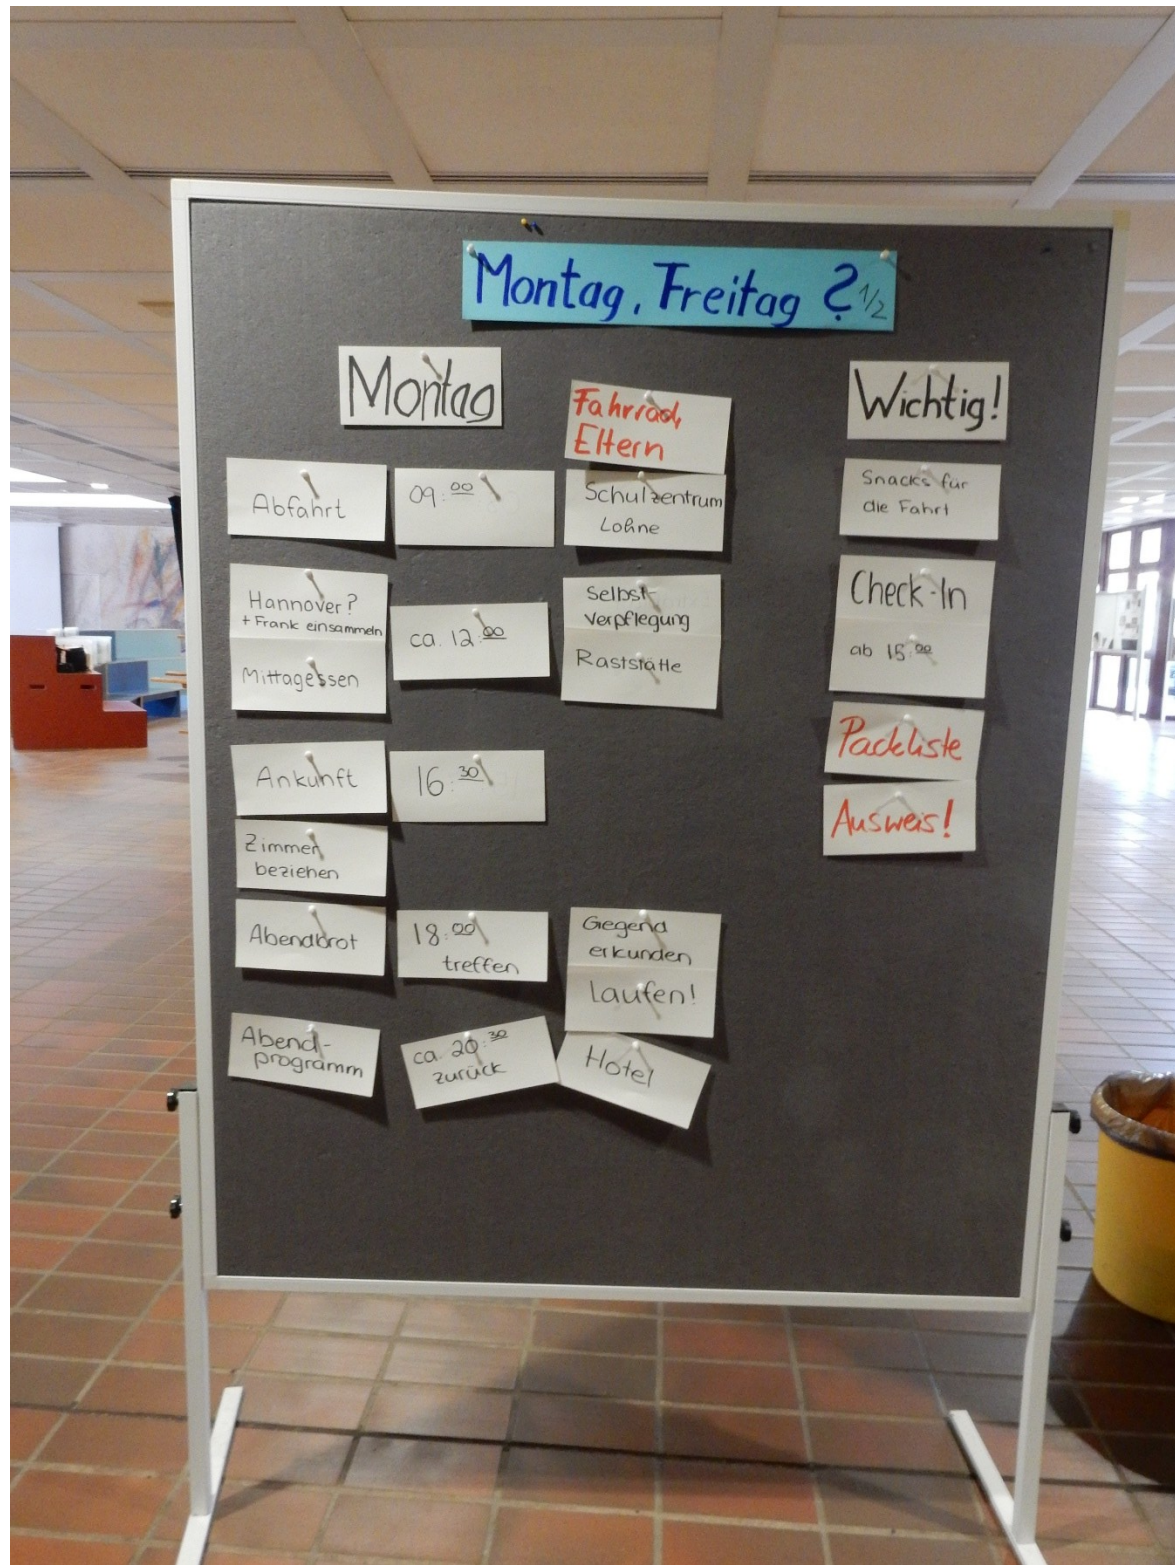 Montag, Freitag ? 1/2
Montag
Fahrrad,
Eltern
Wichtig!
Abfahrt
09:00
Schulzentrum
Lohne
Snacks für
die Fahrt
Hannover?
+ Frank einsammeln
Mittagessen
ca. 12:00
Selbst-
verpflegung
Raststätte
Check-In
ab 15:00
Packliste
Ausweis!
Ankunft
16:30
Zimmer
beziehen
Abendbrot
18:00
treffen
Gegend
erkunden
Laufen!
Abend-
programm
ca. 20:30
zurück
Hotel